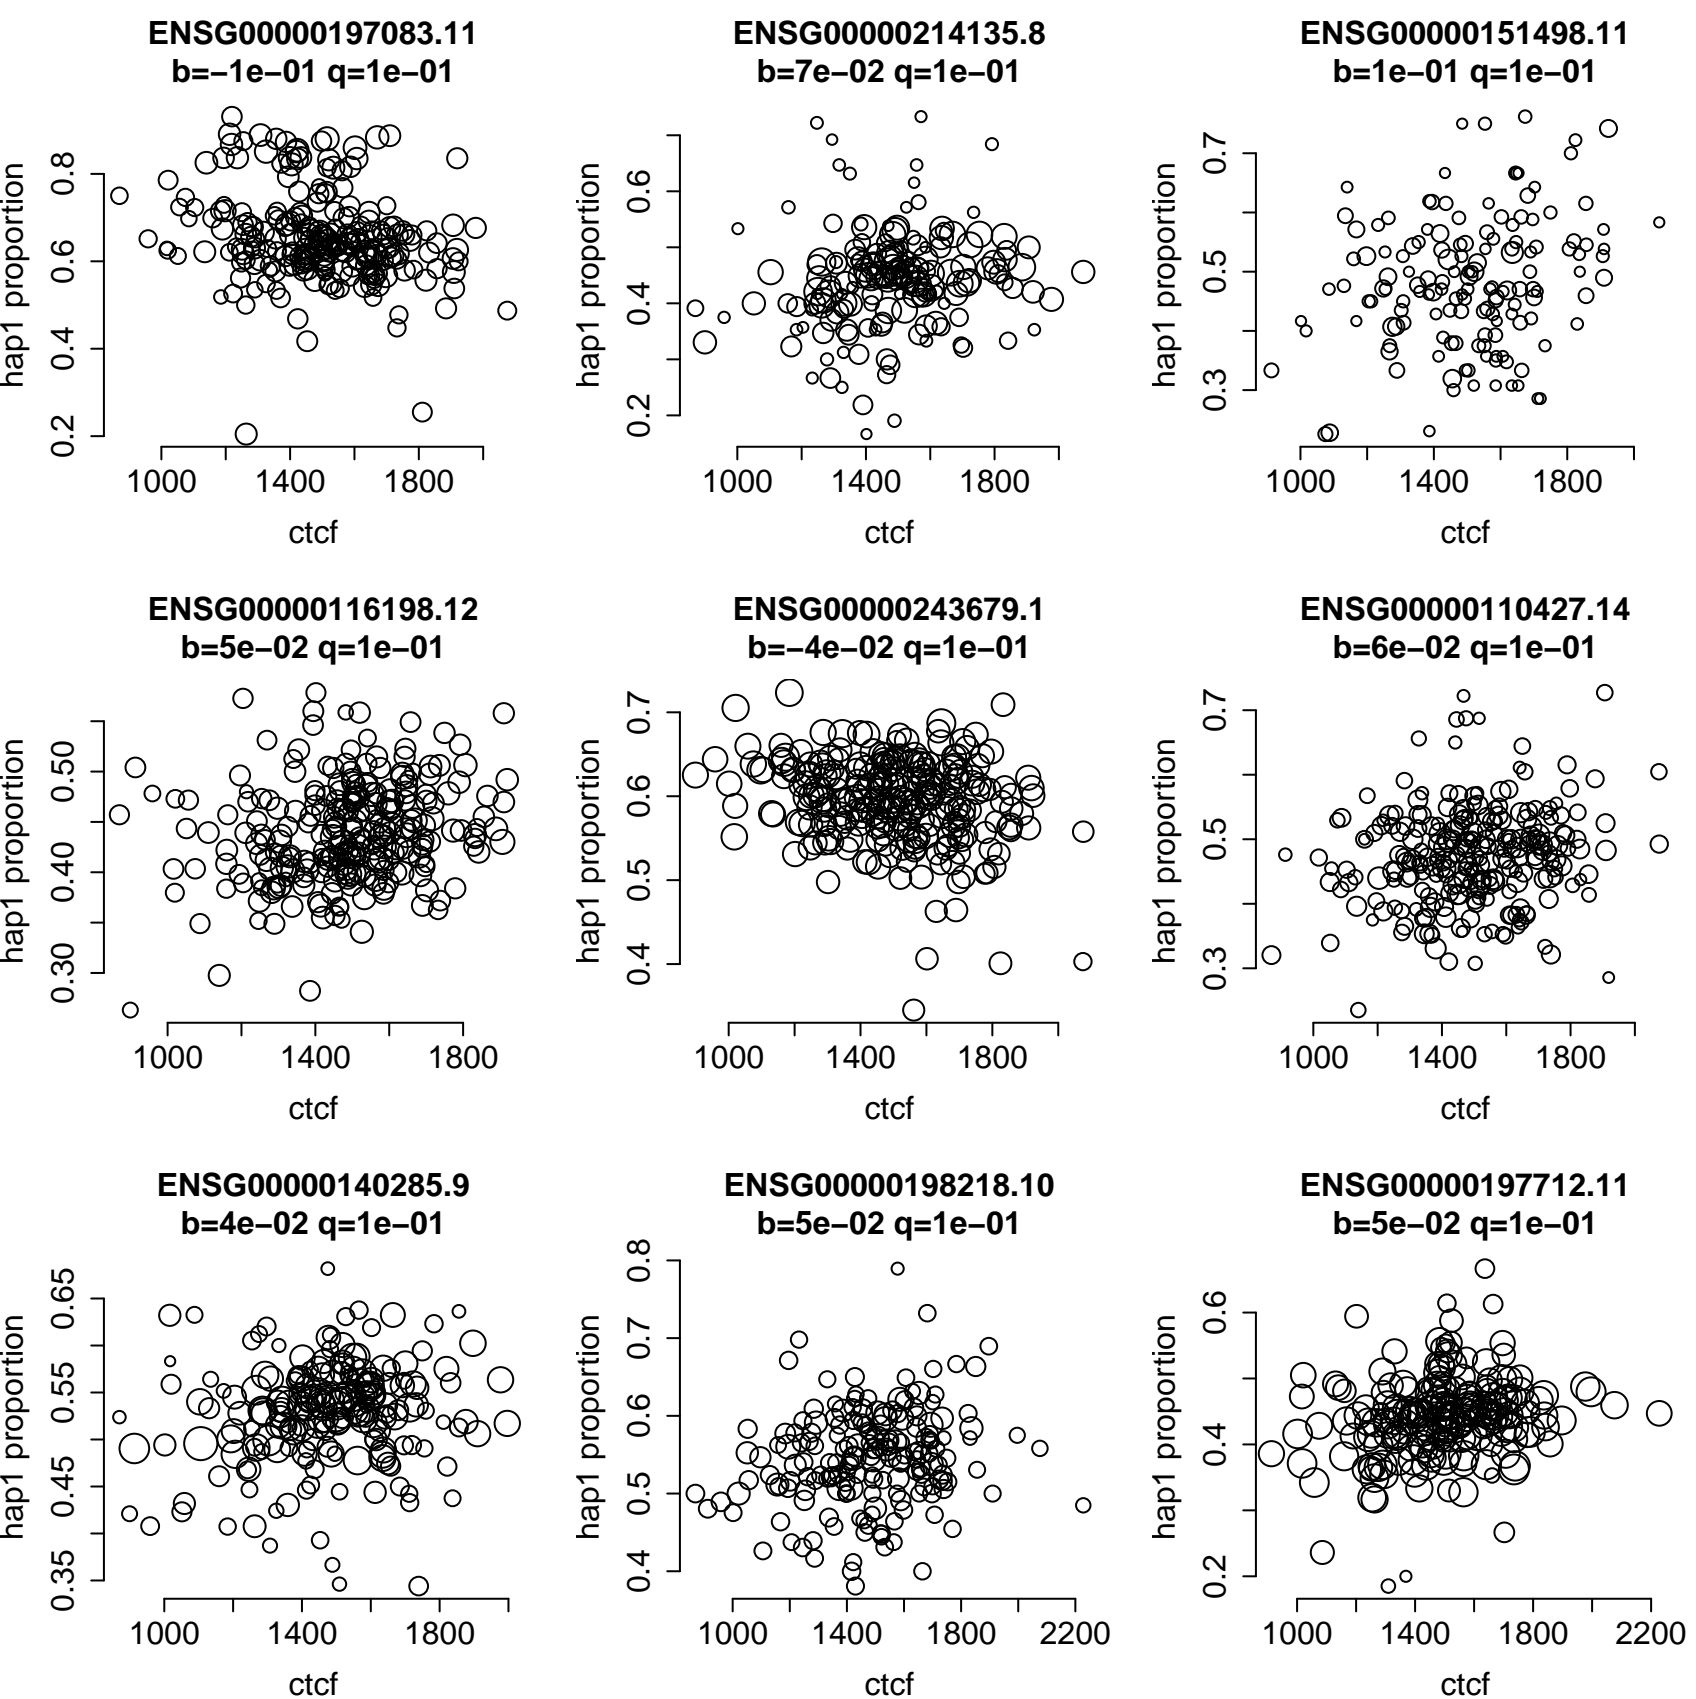 ENSG00000197083.11
b=−1e−01 q=1e−01
hap1 proportion
0.2 0.4 0.6 0.8
1000 1400 1800
ctcf
ENSG00000214135.8
b=7e−02 q=1e−01
hap1 proportion
0.2 0.4 0.6
1000 1400 1800
ctcf
ENSG00000151498.11
b=1e−01 q=1e−01
hap1 proportion
0.3 0.5 0.7
1000 1400 1800
ctcf
ENSG00000116198.12
b=5e−02 q=1e−01
hap1 proportion
0.30 0.40 0.50
1000 1400 1800
ctcf
ENSG00000243679.1
b=−4e−02 q=1e−01
hap1 proportion
0.4 0.5 0.6 0.7
1000 1400 1800
ctcf
ENSG00000110427.14
b=6e−02 q=1e−01
hap1 proportion
0.3 0.5 0.7
1000 1400 1800
ctcf
ENSG00000140285.9
b=4e−02 q=1e−01
hap1 proportion
0.35 0.45 0.55 0.65
1000 1400 1800
ctcf
ENSG00000198218.10
b=5e−02 q=1e−01
hap1 proportion
0.4 0.5 0.6 0.7 0.8
1000 1400 1800 2200
ctcf
ENSG00000197712.11
b=5e−02 q=1e−01
hap1 proportion
0.2 0.4 0.6
1000 1400 1800 2200
ctcf